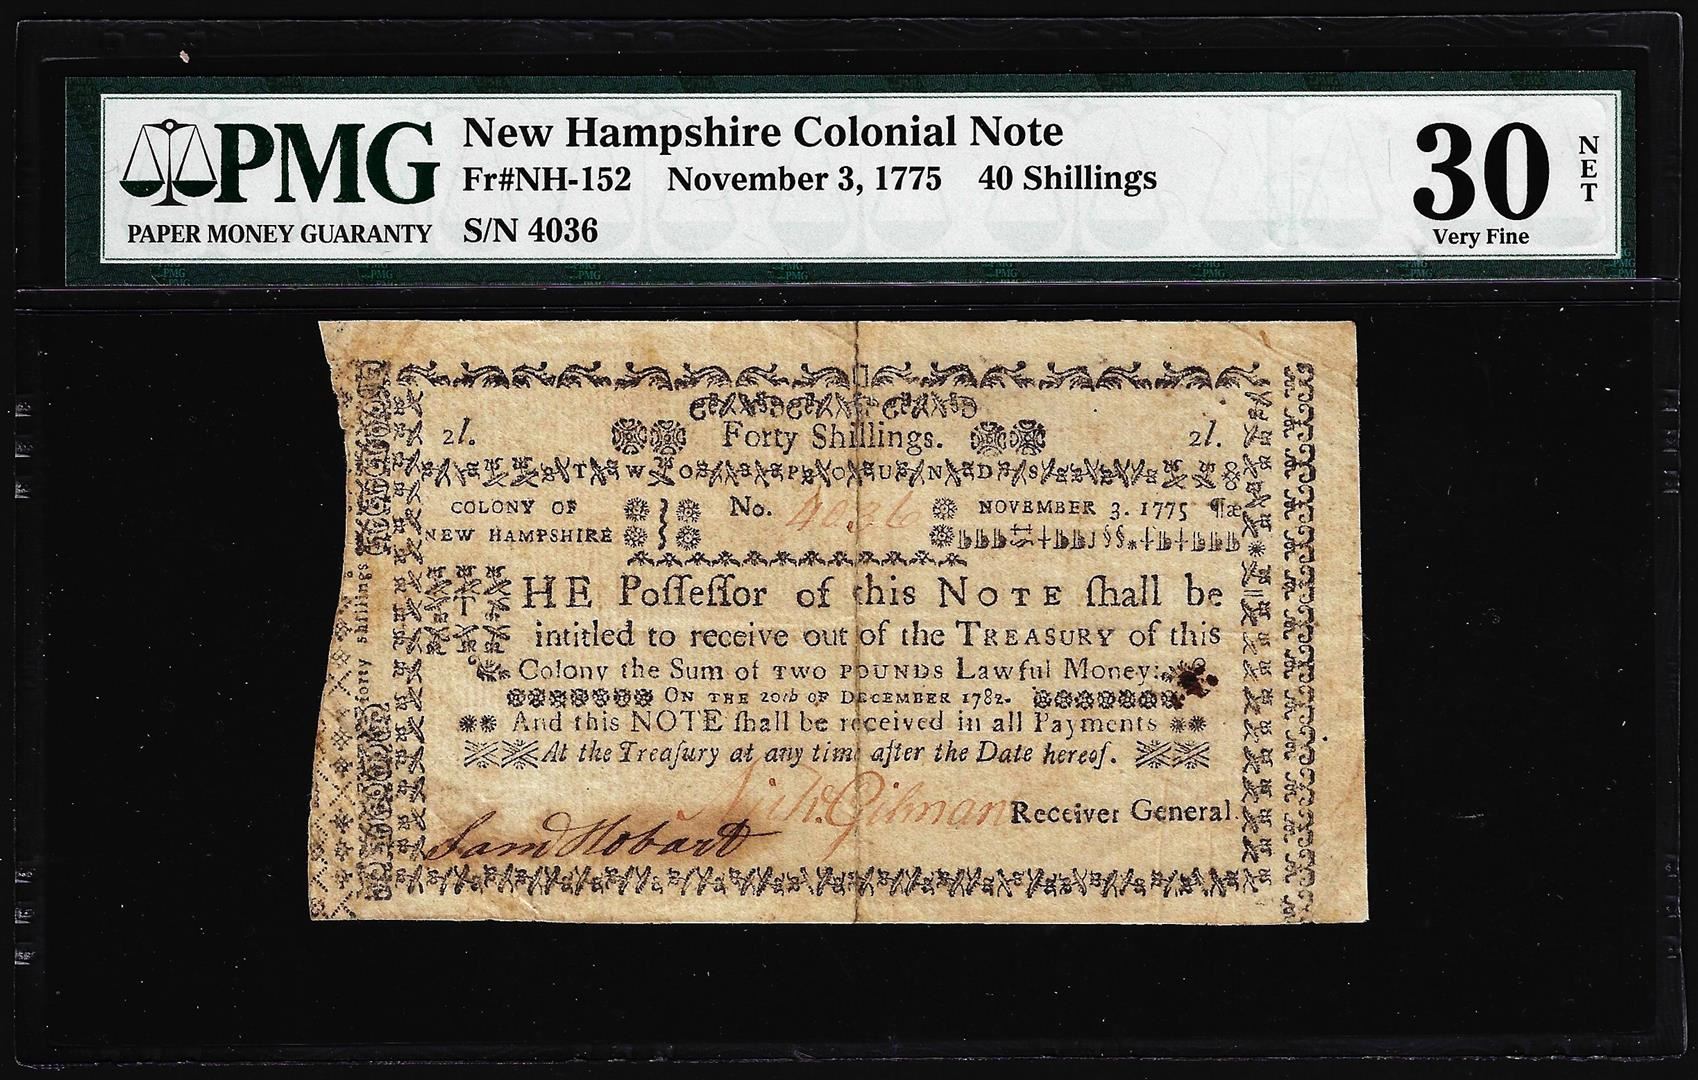 PMG
PAPER MONEY GUARANTY
New Hampshire Colonial Note
Fr#NH-152 November 3, 1775 40 Shillings
S/N 4036
30 NET
Very Fine
2l. Forty Shillings. 2l.
TWO POUNDS
COLONY OF
NEW HAMPSHIRE
No. 4036
NOVEMBER 3. 1775
forty shillings
THE Poſſeſſor of this NOTE ſhall be
intitled to receive out of the TREASURY of this
Colony the Sum of TWO POUNDS Lawful Money:
ON THE 20th OF DECEMBER 1782.
And this NOTE ſhall be received in all Payments
At the Treaſury at any time after the Date hereof.
Gilman Receiver General.
Sam Hobart